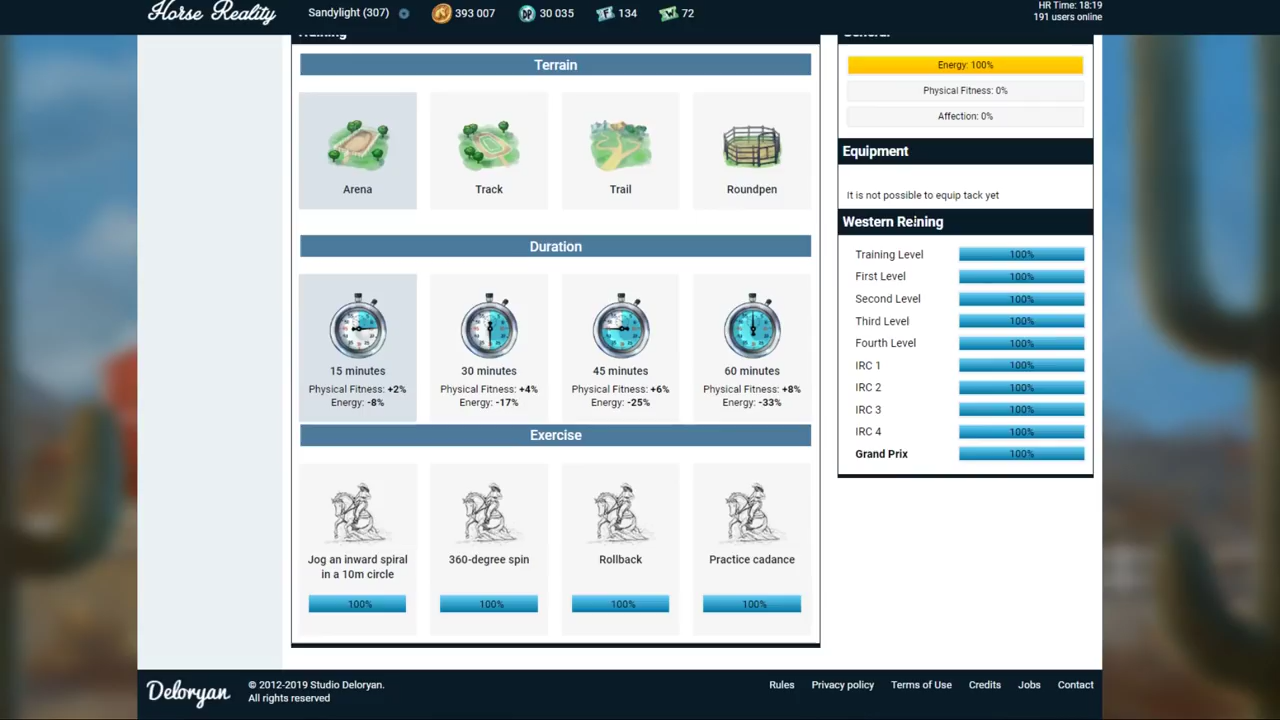 Horse Reality
Sandylight (307)
393 007
30 035
134
72
HR Time: 18:19
191 users online
Training
Terrain
Arena
Track
Trail
Roundpen
Duration
15 minutes
Physical Fitness: +2%
Energy: -8%
30 minutes
Physical Fitness: +4%
Energy: -17%
45 minutes
Physical Fitness: +6%
Energy: -25%
60 minutes
Physical Fitness: +8%
Energy: -33%
Exercise
Jog an inward spiral
in a 10m circle
100%
360-degree spin
100%
Rollback
100%
Practice cadance
100%
General
Energy: 100%
Physical Fitness: 0%
Affection: 0%
Equipment
It is not possible to equip tack yet
Western Reining
Training Level 100%
First Level 100%
Second Level 100%
Third Level 100%
Fourth Level 100%
IRC 1 100%
IRC 2 100%
IRC 3 100%
IRC 4 100%
Grand Prix 100%
Deloryan
© 2012-2019 Studio Deloryan.
All rights reserved
Rules Privacy policy Terms of Use Credits Jobs Contact